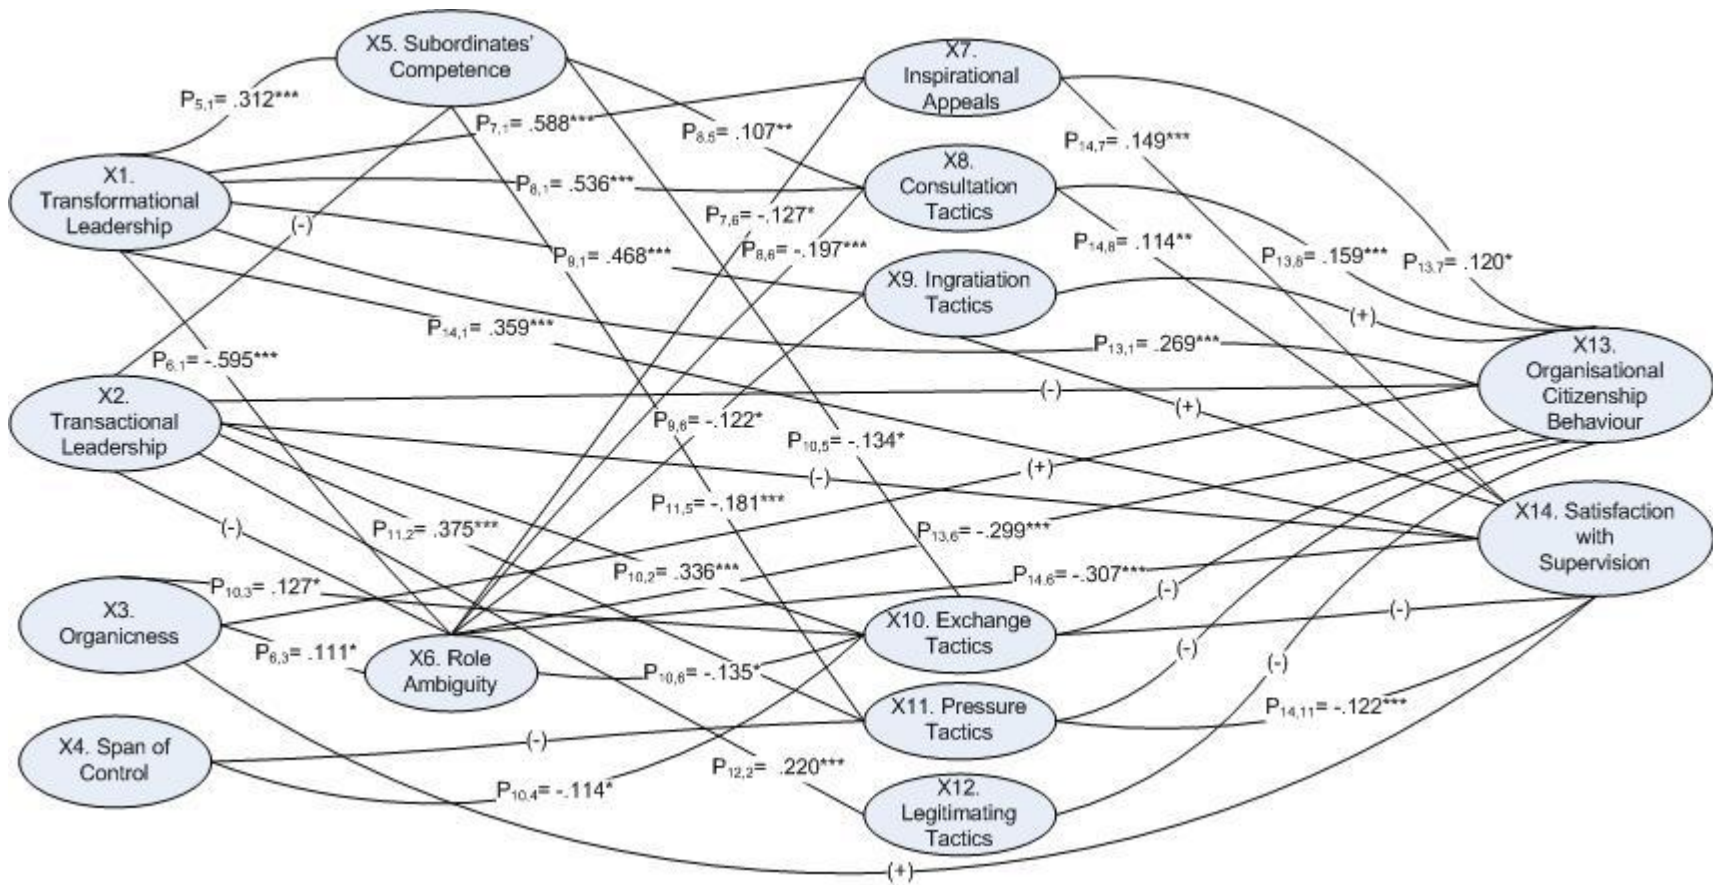 X5. Subordinates'
Competence
X7.
Inspirational
Appeals
P5,1= .312***
P7,1= .588***
P8,5= .107**
P14,7= .149***
X1.
Transformational
Leadership
X8.
Consultation
Tactics
P8,1= .536***
(-)
P7,6= -.127*
P8,6= -.197***
P9,1= .468***
P14,8= .114**
P13,8= .159***
P13,7= .120*
X9. Ingratiation
Tactics
(+)
P14,1= .359***
P13,1= .269***
P6,1= -.595***
X13.
Organisational
Citizenship
Behaviour
X2.
Transactional
Leadership
(-)
(+)
P9,6= -.122*
P10,5= -.134*
(+)
(-)
P11,5= -.181***
X14. Satisfaction
with
Supervision
(-)
P11,2= .375***
P13,6= -.299***
P10,2= .336***
P14,6= -.307***
P10,3= .127*
(-)
(-)
X3.
Organicness
X10. Exchange
Tactics
P6,3= .111*
X6. Role
Ambiguity
P10,6= -.135*
(-)
(-)
X4. Span of
Control
(-)
X11. Pressure
Tactics
P14,11= -.122***
P12,2= .220***
P10,4= -.114*
X12.
Legitimating
Tactics
(+)